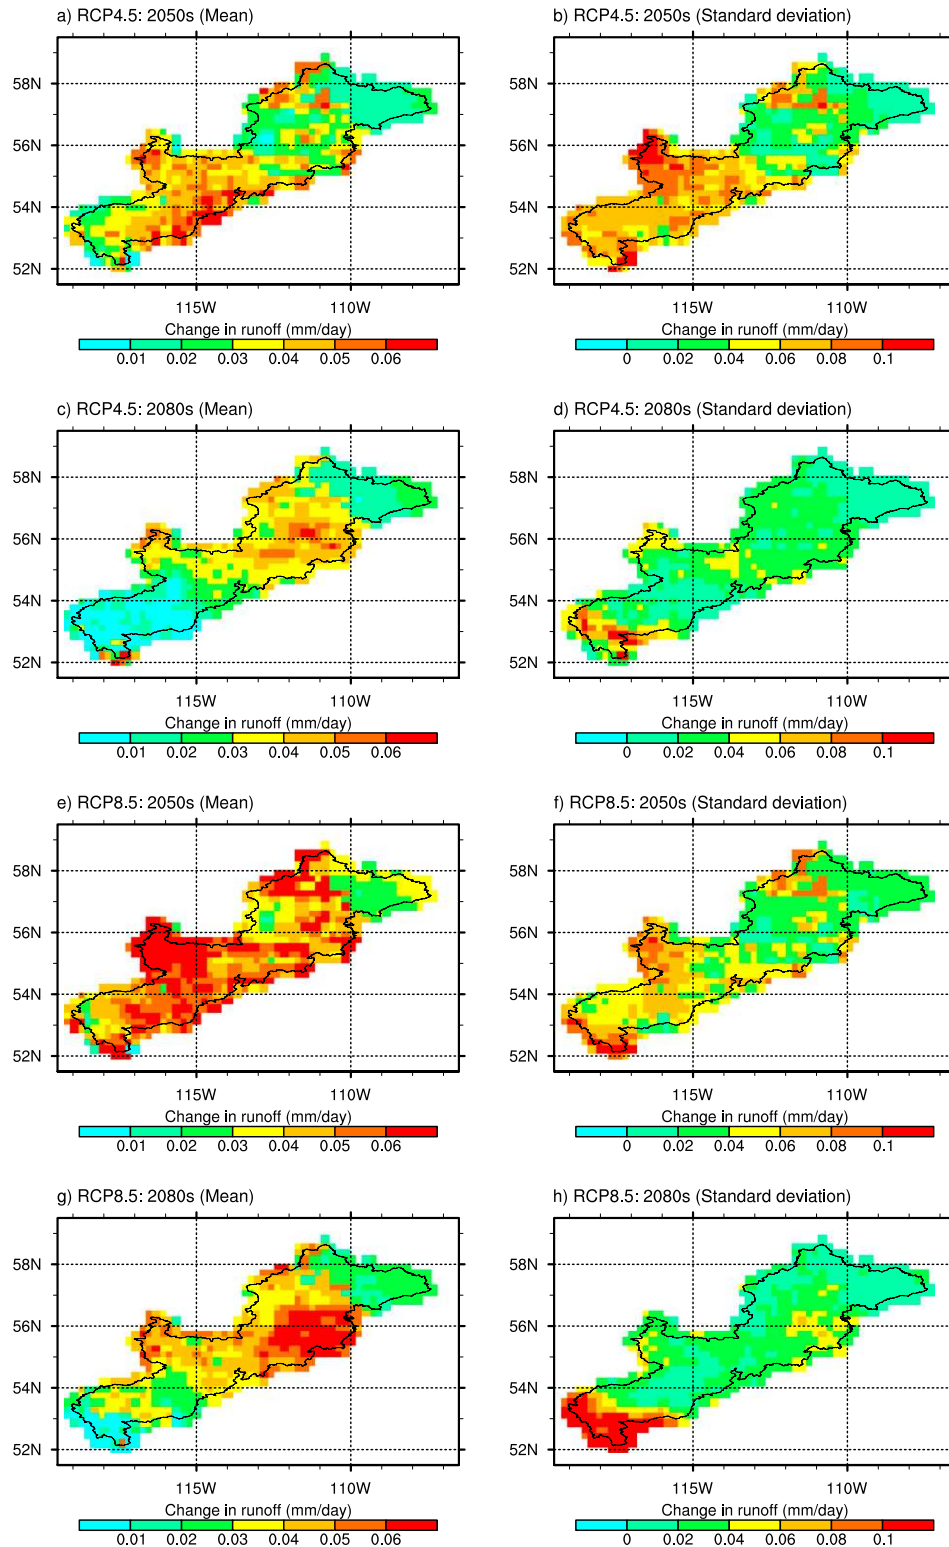 a) RCP4.5: 2050s (Mean)
58N
56N
54N
52N
115W 110W
Change in runoff (mm/day)
0.01 0.02 0.03 0.04 0.05 0.06
b) RCP4.5: 2050s (Standard deviation)
58N
56N
54N
52N
115W 110W
Change in runoff (mm/day)
0 0.02 0.04 0.06 0.08 0.1
c) RCP4.5: 2080s (Mean)
58N
56N
54N
52N
115W 110W
Change in runoff (mm/day)
0.01 0.02 0.03 0.04 0.05 0.06
d) RCP4.5: 2080s (Standard deviation)
58N
56N
54N
52N
115W 110W
Change in runoff (mm/day)
0 0.02 0.04 0.06 0.08 0.1
e) RCP8.5: 2050s (Mean)
58N
56N
54N
52N
115W 110W
Change in runoff (mm/day)
0.01 0.02 0.03 0.04 0.05 0.06
f) RCP8.5: 2050s (Standard deviation)
58N
56N
54N
52N
115W 110W
Change in runoff (mm/day)
0 0.02 0.04 0.06 0.08 0.1
g) RCP8.5: 2080s (Mean)
58N
56N
54N
52N
115W 110W
Change in runoff (mm/day)
0.01 0.02 0.03 0.04 0.05 0.06
h) RCP8.5: 2080s (Standard deviation)
58N
56N
54N
52N
115W 110W
Change in runoff (mm/day)
0 0.02 0.04 0.06 0.08 0.1